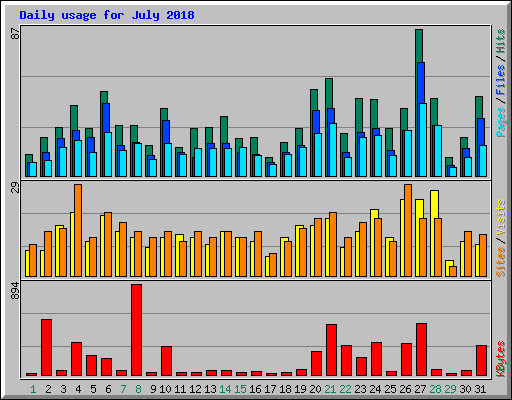 Daily usage for July 2018
87
Pages / Files / Hits
29
Sites / Visits
894
KBytes
1 2 3 4 5 6 7 8 9 10 11 12 13 14 15 16 17 18 19 20 21 22 23 24 25 26 27 28 29 30 31